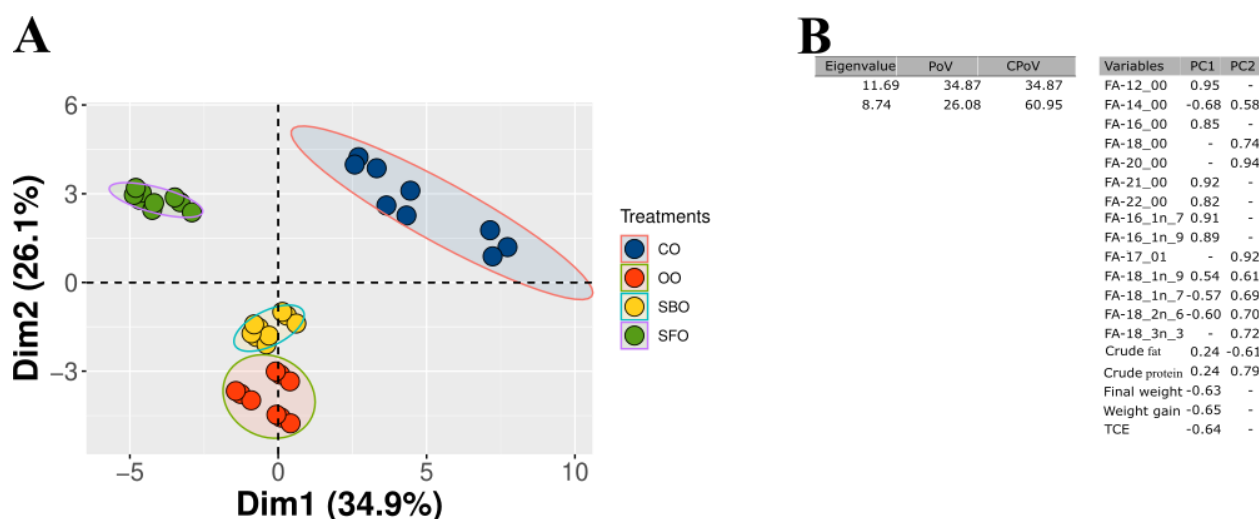 A
B
6
3
0
−3
−5
0
5
10
Dim2 (26.1%)
Dim1 (34.9%)
Treatments
CO
OO
SBO
SFO
Eigenvalue PoV CPoV
11.69 34.87 34.87
8.74 26.08 60.95
Variables PC1 PC2
FA-12_00 0.95 -
FA-14_00 -0.68 0.58
FA-16_00 0.85 -
FA-18_00 - 0.74
FA-20_00 - 0.94
FA-21_00 0.92 -
FA-22_00 0.82 -
FA-16_1n_7 0.91 -
FA-16_1n_9 0.89 -
FA-17_01 - 0.92
FA-18_1n_9 0.54 0.61
FA-18_1n_7 -0.57 0.69
FA-18_2n_6 -0.60 0.70
FA-18_3n_3 - 0.72
Crude fat 0.24 -0.61
Crude protein 0.24 0.79
Final weight -0.63 -
Weight gain -0.65 -
TCE -0.64 -